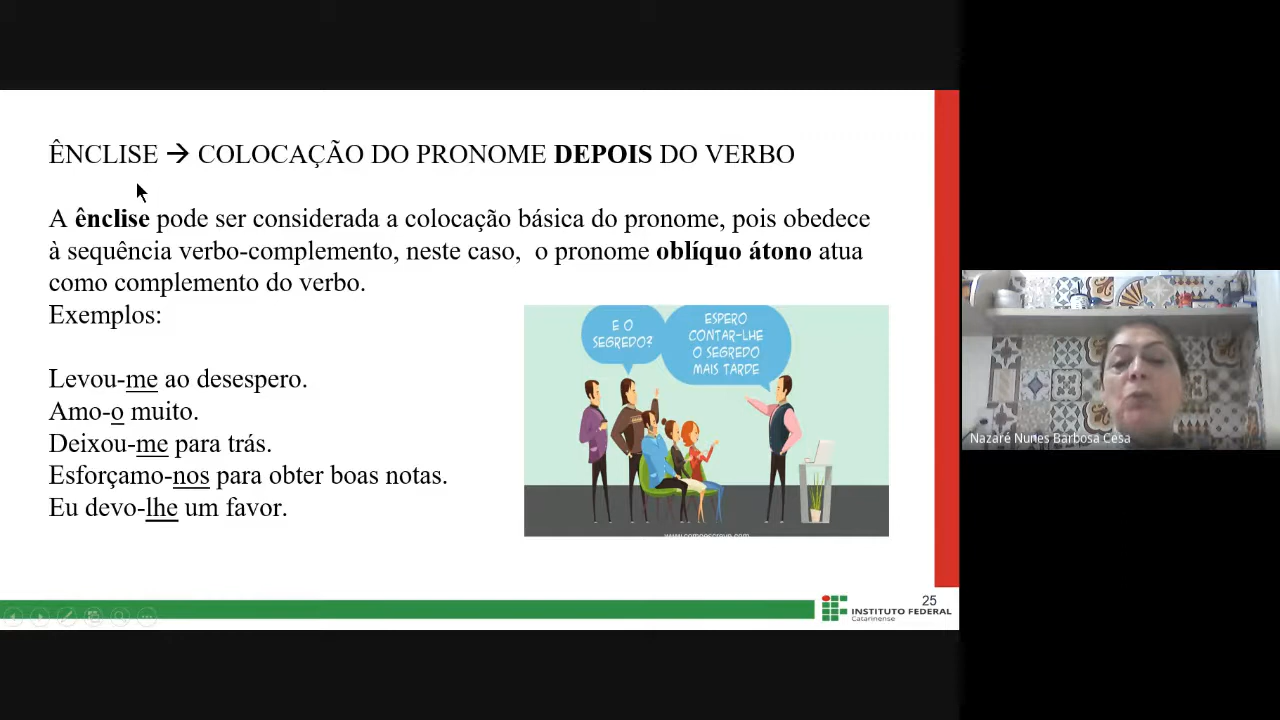 ÊNCLISE → COLOCAÇÃO DO PRONOME DEPOIS DO VERBO
A ênclise pode ser considerada a colocação básica do pronome, pois obedece
à sequência verbo-complemento, neste caso,  o pronome oblíquo átono atua
como complemento do verbo.
Exemplos:
Levou-me ao desespero.
Amo-o muito.
Deixou-me para trás.
Esforçamo-nos para obter boas notas.
Eu devo-lhe um favor.
E O
SEGREDO?
ESPERO
CONTAR-LHE
O SEGREDO
MAIS TARDE
25
INSTITUTO FEDERAL
Catarinense
Nazaré Nunes Barbosa Cesa